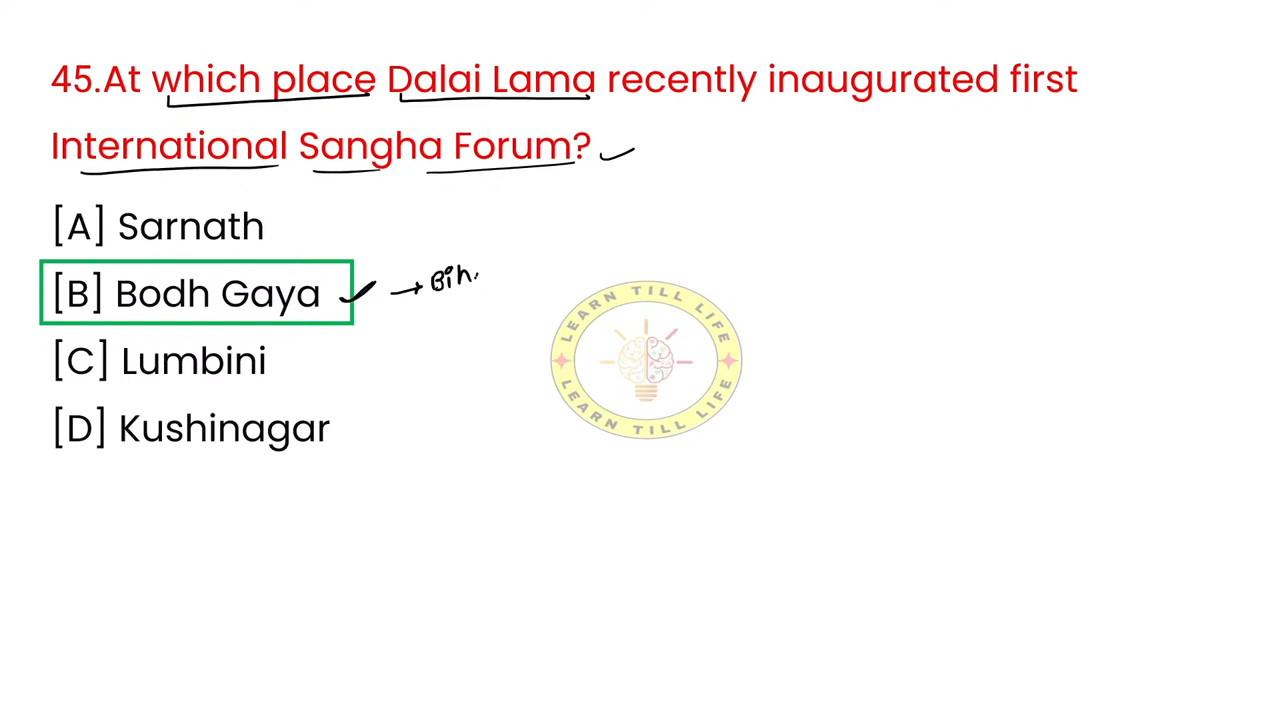 45.At which place Dalai Lama recently inaugurated first
International Sangha Forum?
[A] Sarnath
[B] Bodh Gaya → Bih.
[C] Lumbini
[D] Kushinagar
LEARN TILL LIFE
LEARN TILL LIFE